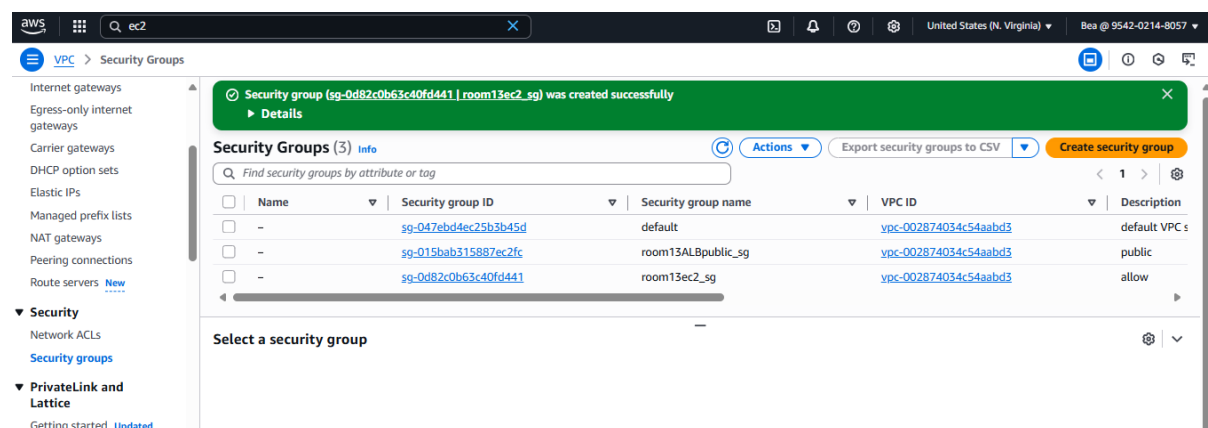 aws
ec2
United States (N. Virginia)
Bea @ 9542-0214-8057
VPC > Security Groups
Internet gateways
Egress-only internet
gateways
Carrier gateways
DHCP option sets
Elastic IPs
Managed prefix lists
NAT gateways
Peering connections
Route servers New
Security
Network ACLs
Security groups
PrivateLink and
Lattice
Getting started Updated
Security group (sg-0d82c0b63c40fd441 | room13ec2_sg) was created successfully
Details
Security Groups (3) Info
Actions
Export security groups to CSV
Create security group
Find security groups by attribute or tag
1
Name Security group ID Security group name VPC ID Description
– sg-047ebd4ec25b3b45d default vpc-002874034c54aabd3 default VPC s
– sg-015bab315887ec2fc room13ALBpublic_sg vpc-002874034c54aabd3 public
– sg-0d82c0b63c40fd441 room13ec2_sg vpc-002874034c54aabd3 allow
Select a security group